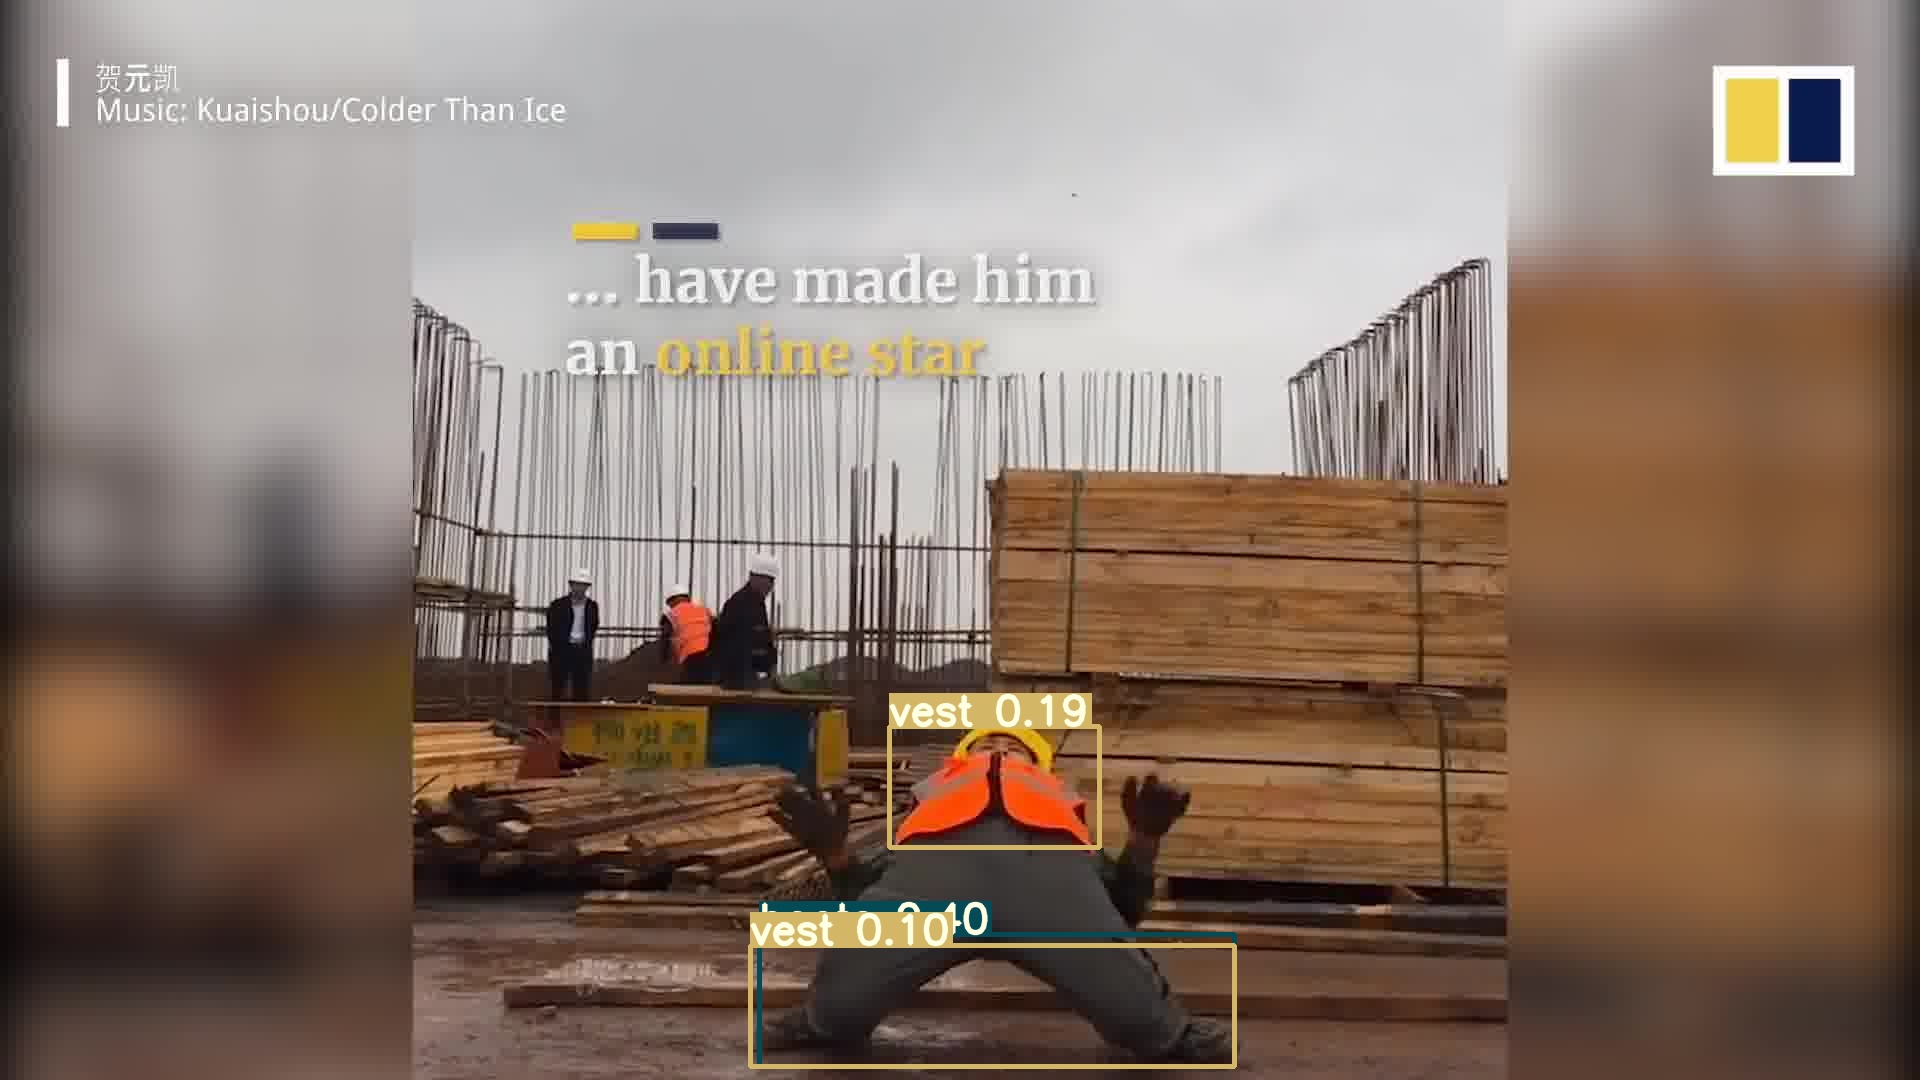 贺元凯
Music: Kuaishou/Colder Than Ice
... have made him
an online star
vest 0.19
vest 0.10